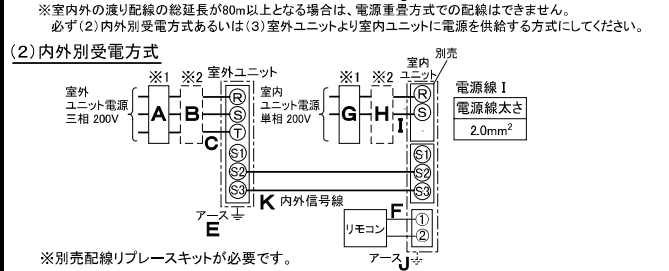 ※室内外の渡り配線の総延長が80m以上となる場合は、電源重畳方式での配線はできません。
必ず(2)内外別受電方式あるいは(3)室外ユニットより室内ユニットに電源を供給する方式にしてください。
(2)内外別受電方式
※1 ※2 室外ユニット
※1 ※2 室内ユニット 別売
室外
ユニット電源
三相 200V
A B C
R
S
T
S1
S2
S3
アース
E
室内
ユニット電源
単相 200V
G H I
R
S
S1
S2
S3
電源線 I
電源線太さ
2.0mm²
K 内外信号線
リモコン
F
①
②
アース J
※別売配線リプレースキットが必要です。